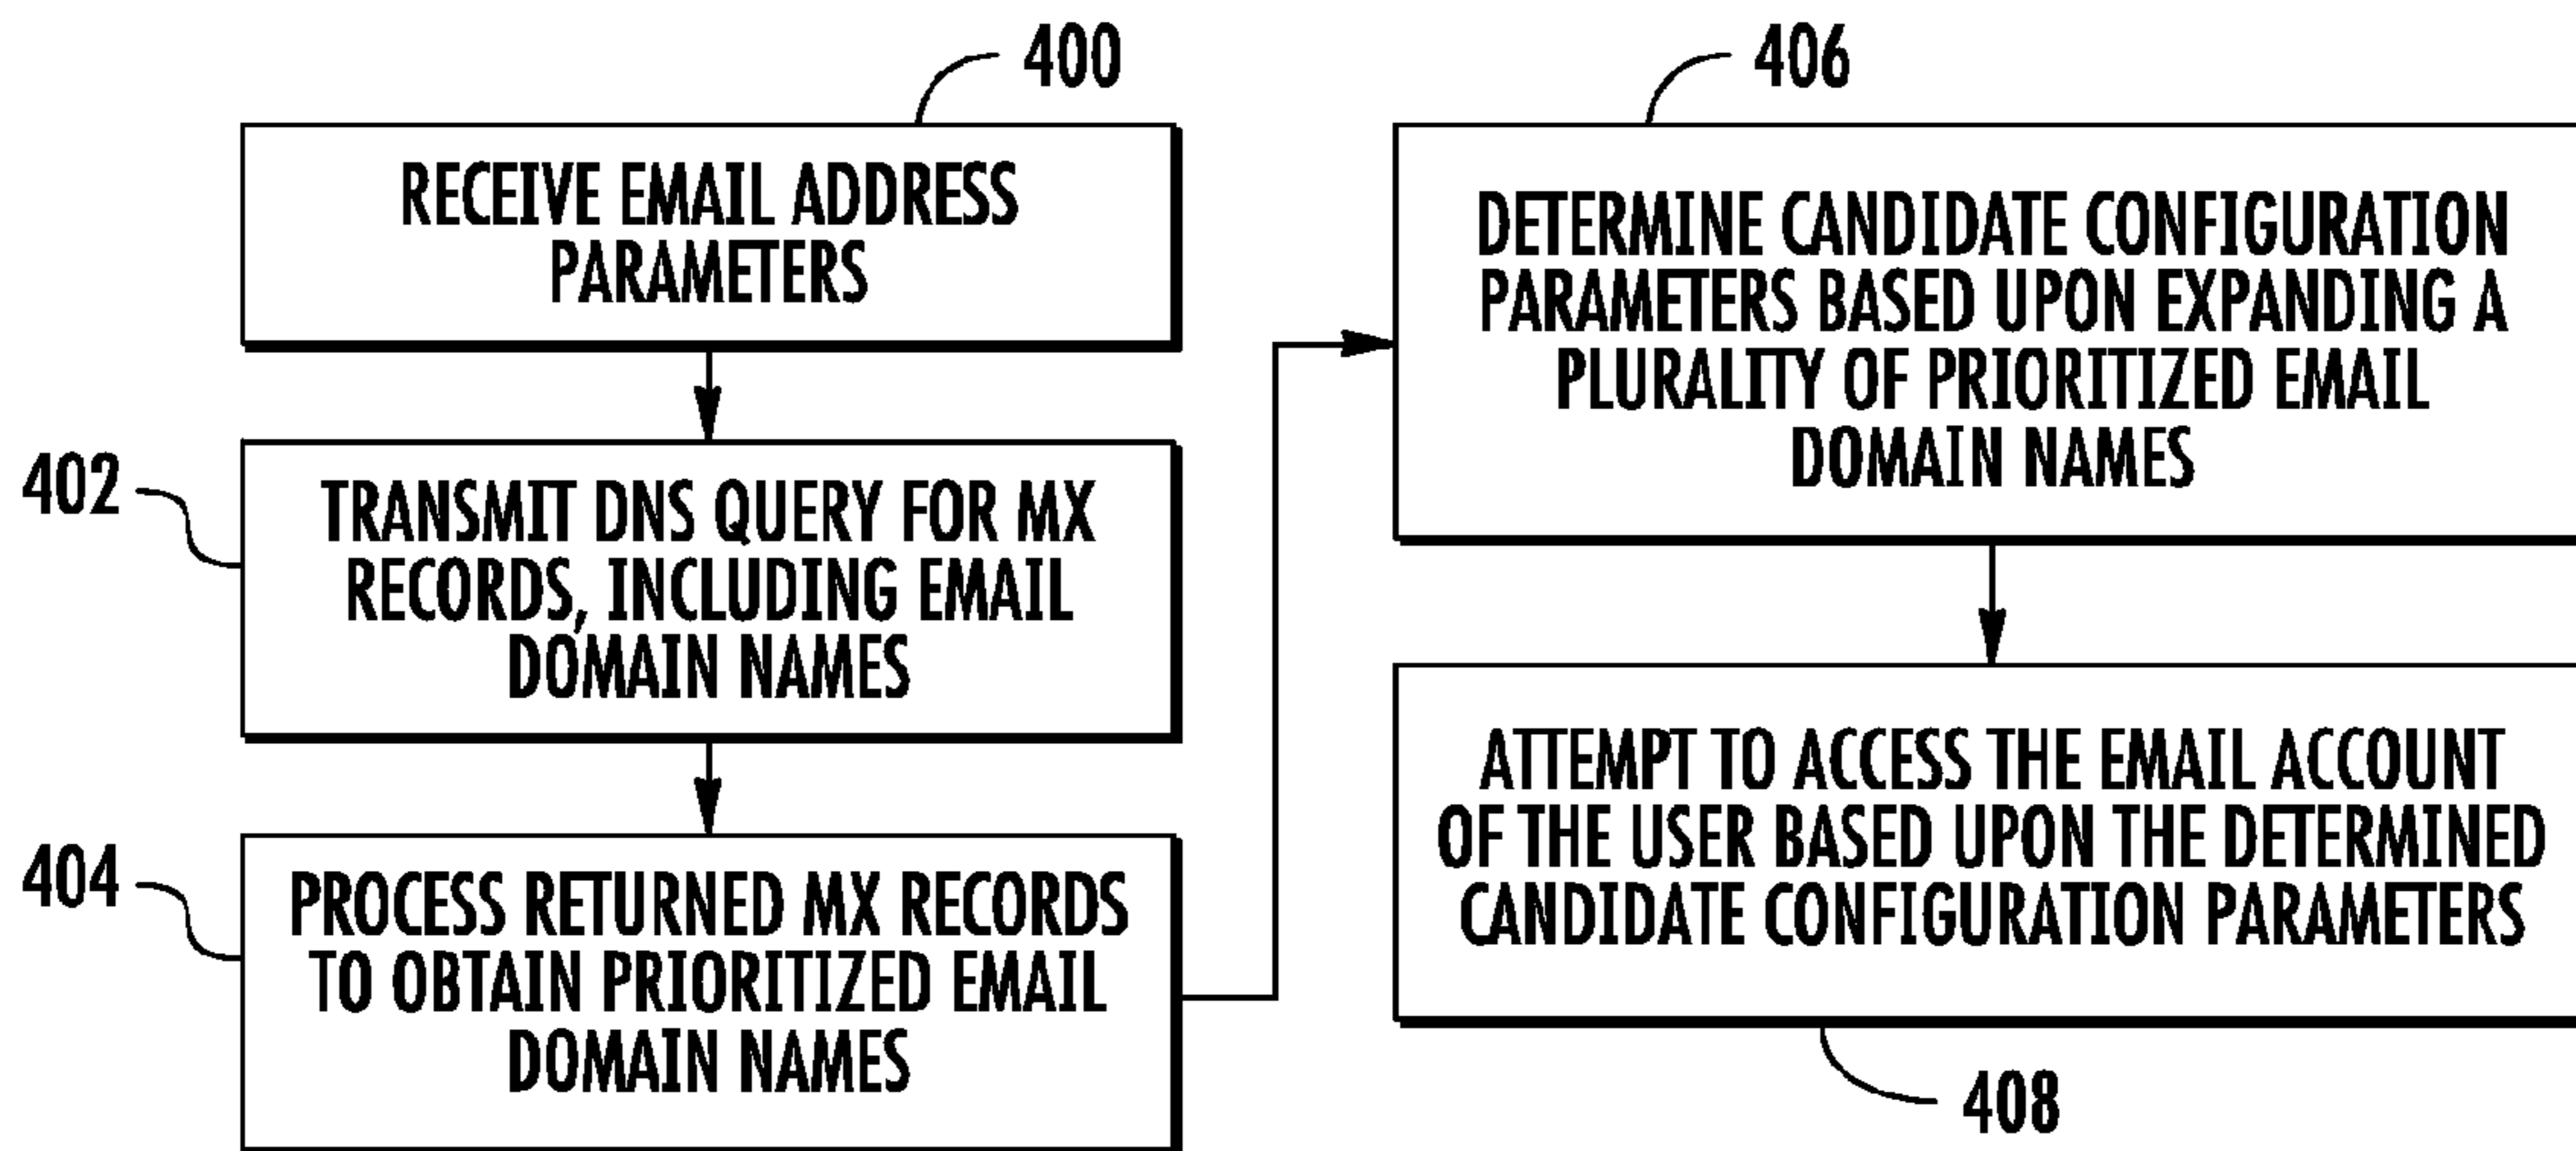 400
RECEIVE EMAIL ADDRESS
PARAMETERS
402
TRANSMIT DNS QUERY FOR MX
RECORDS, INCLUDING EMAIL
DOMAIN NAMES
404
PROCESS RETURNED MX RECORDS
TO OBTAIN PRIORITIZED EMAIL
DOMAIN NAMES
406
DETERMINE CANDIDATE CONFIGURATION
PARAMETERS BASED UPON EXPANDING A
PLURALITY OF PRIORITIZED EMAIL
DOMAIN NAMES
ATTEMPT TO ACCESS THE EMAIL ACCOUNT
OF THE USER BASED UPON THE DETERMINED
CANDIDATE CONFIGURATION PARAMETERS
408